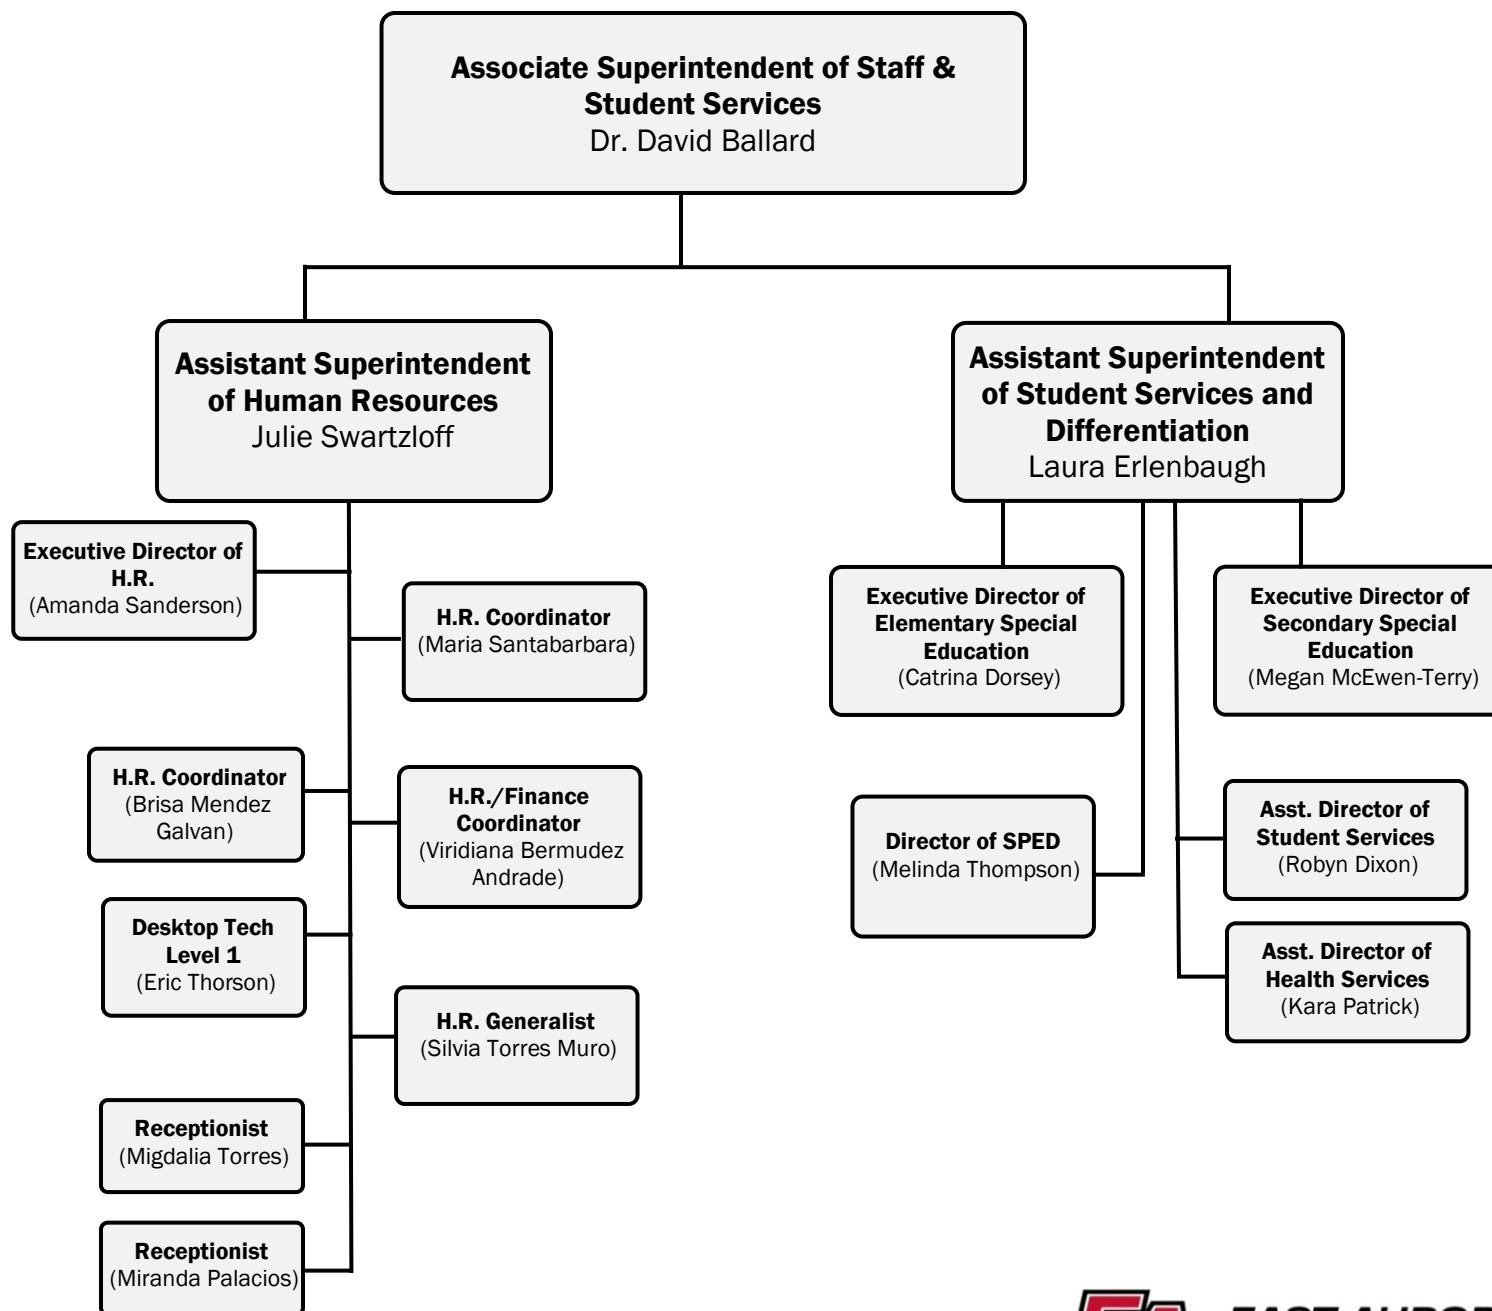 Associate Superintendent of Staff &
Student Services
Dr. David Ballard
Assistant Superintendent
of Human Resources
Julie Swartzloff
Assistant Superintendent
of Student Services and
Differentiation
Laura Erlenbaugh
Executive Director of
H.R.
(Amanda Sanderson)
H.R. Coordinator
(Maria Santabarbara)
H.R. Coordinator
(Brisa Mendez
Galvan)
H.R./Finance
Coordinator
(Viridiana Bermudez
Andrade)
Desktop Tech
Level 1
(Eric Thorson)
H.R. Generalist
(Silvia Torres Muro)
Receptionist
(Migdalia Torres)
Receptionist
(Miranda Palacios)
Executive Director of
Elementary Special
Education
(Catrina Dorsey)
Executive Director of
Secondary Special
Education
(Megan McEwen-Terry)
Director of SPED
(Melinda Thompson)
Asst. Director of
Student Services
(Robyn Dixon)
Asst. Director of
Health Services
(Kara Patrick)
EAST